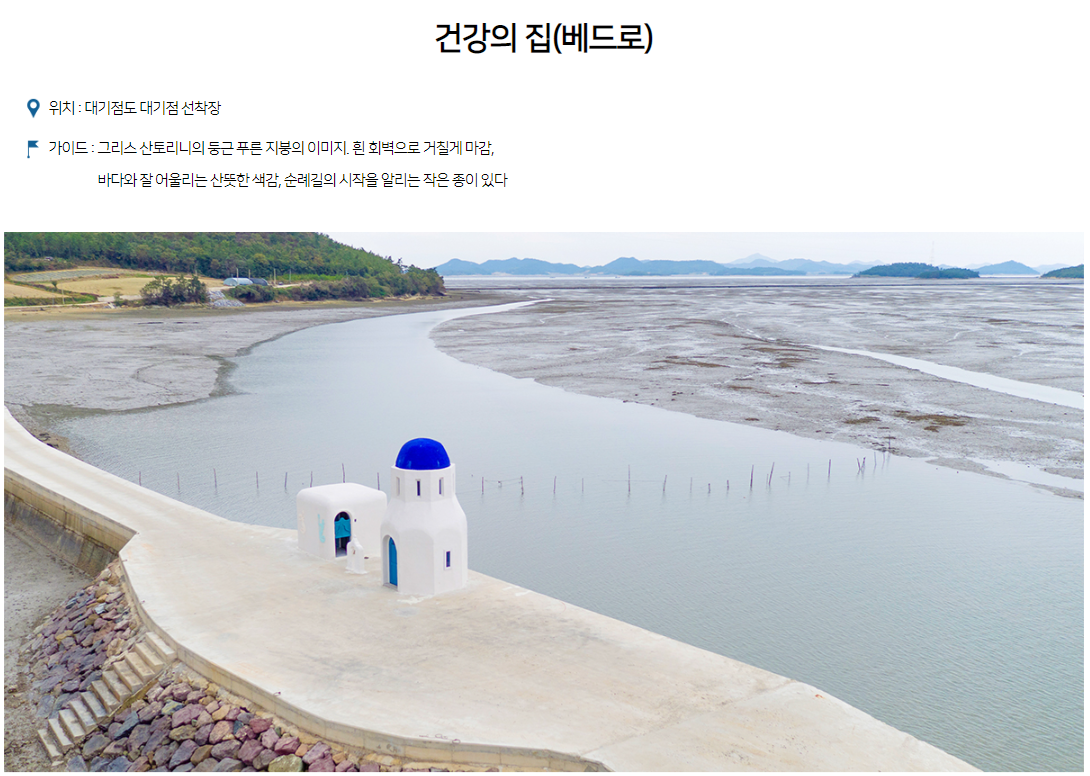 건강의 집(베드로)
위치 : 대기점도 대기점 선착장
가이드 : 그리스 산토리니의 둥근 푸른 지붕의 이미지. 흰 회벽으로 거칠게 마감,
바다와 잘 어울리는 산뜻한 색감, 순례길의 시작을 알리는 작은 종이 있다